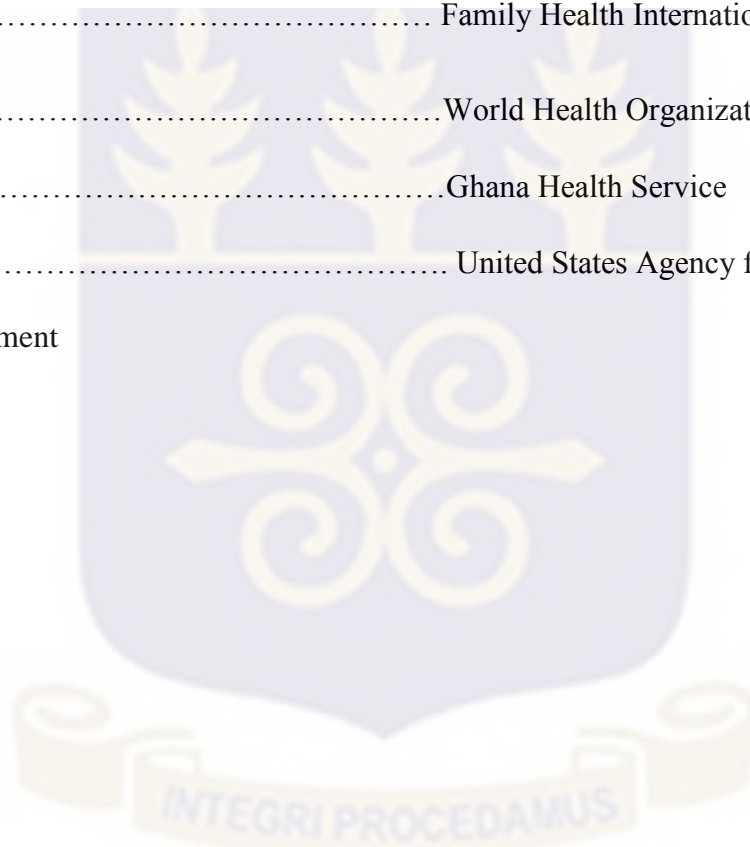 ……………………………………… Family Health Internatio
………………………………………World Health Organizat
………………………………………Ghana Health Service
……………………………………… United States Agency f
ment
INTEGRI PROCEDAMUS